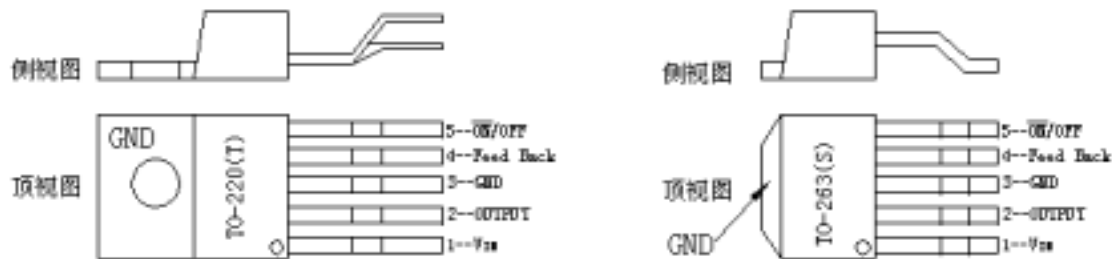 侧视图
侧视图
GND
TO-220(T)
5--ON/OFF
4--Feed Back
3--GND
2--OUTPUT
1--VIN
顶视图
TO-263(S)
5--ON/OFF
4--Feed Back
3--GND
2--OUTPUT
1--VIN
顶视图
GND